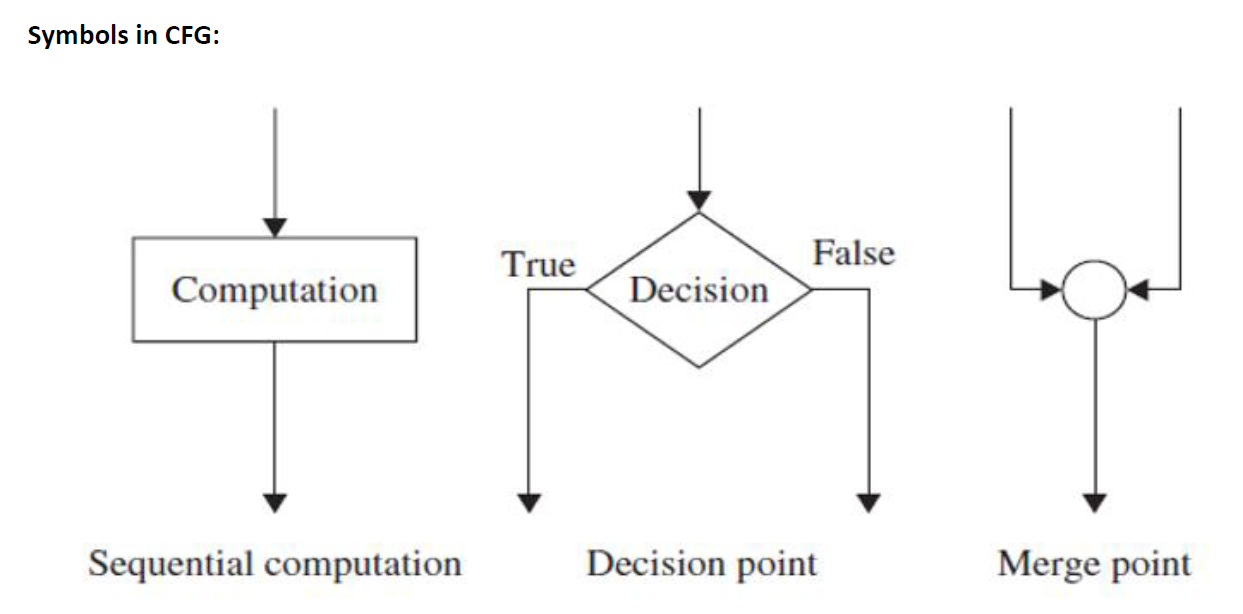 Symbols in CFG:
Computation
True
Decision
False
Sequential computation
Decision point
Merge point